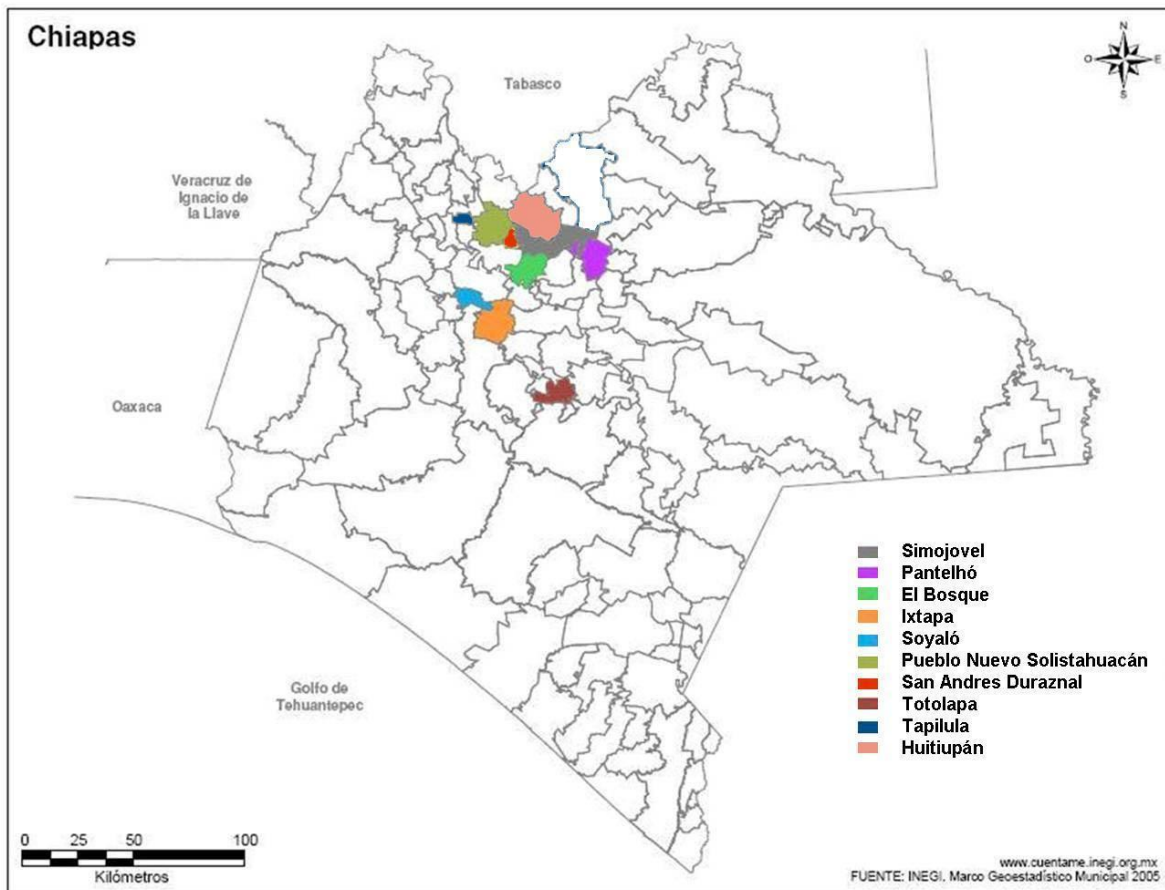 Chiapas
N
O
E
S
Tabasco
Veracruz de
Ignacio de
la Llave
Oaxaca
Golfo de
Tehuantepec
Simojovel
Pantelhó
El Bosque
Ixtapa
Soyaló
Pueblo Nuevo Solistahuacán
San Andres Duraznal
Totolapa
Tapilula
Huitiupán
0 25 50 100
Kilómetros
www.cuentame.inegi.org.mx
FUENTE: INEGI. Marco Geoestadístico Municipal 2005